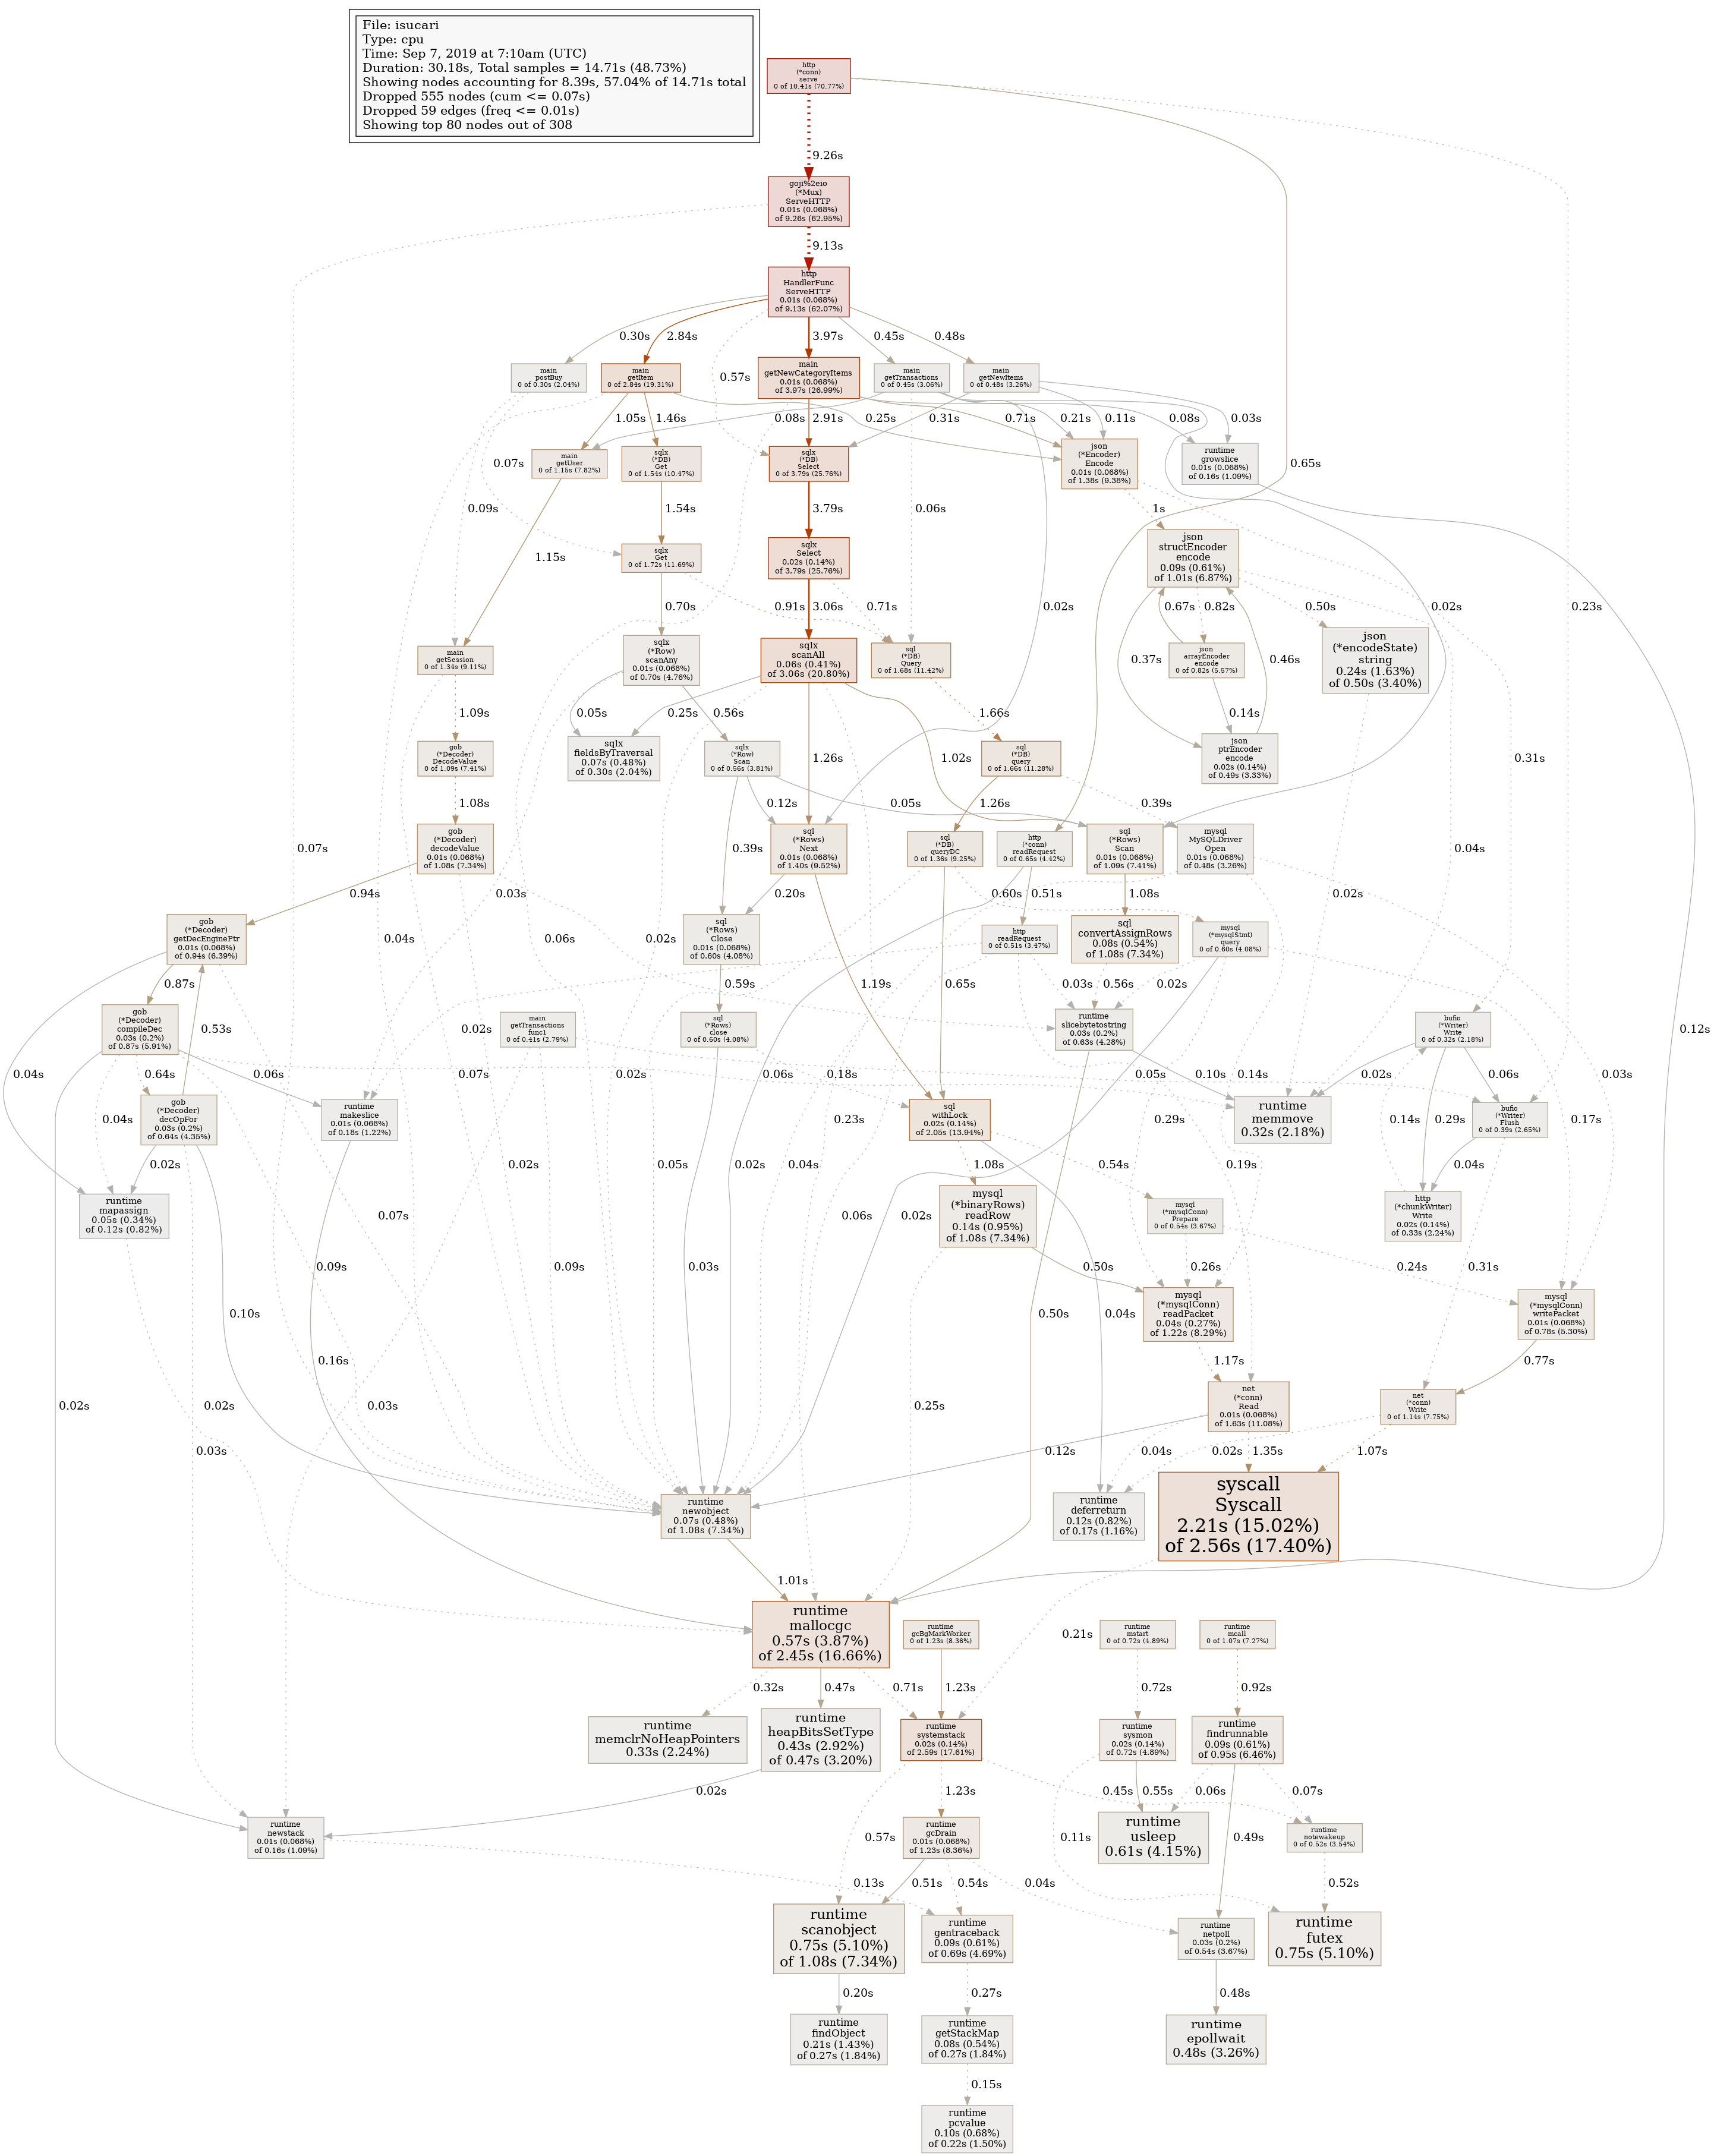 File: isucari
Type: cpu
Time: Sep 7, 2019 at 7:10am (UTC)
Duration: 30.18s, Total samples = 14.71s (48.73%)
Showing nodes accounting for 8.39s, 57.04% of 14.71s total
Dropped 555 nodes (cum <= 0.07s)
Dropped 59 edges (freq <= 0.01s)
Showing top 80 nodes out of 308
http
(*conn)
serve
0 of 10.41s (70.77%)
9.26s
goji%2eio
(*Mux)
ServeHTTP
0.01s (0.068%)
of 9.26s (62.95%)
9.13s
http
HandlerFunc
ServeHTTP
0.01s (0.068%)
of 9.13s (62.07%)
0.30s
2.84s
3.97s
0.45s
0.48s
0.57s
main
postBuy
0 of 0.30s (2.04%)
main
getItem
0 of 2.84s (19.31%)
main
getNewCategoryItems
0.01s (0.068%)
of 3.97s (26.99%)
main
getTransactions
0 of 0.45s (3.06%)
main
getNewItems
0 of 0.48s (3.26%)
1.05s
1.46s
0.08s
2.91s
0.31s
0.25s
0.71s
0.21s
0.11s
0.08s
0.03s
0.65s
0.07s
0.09s
0.06s
0.02s
0.02s
0.23s
main
getUser
0 of 1.15s (7.82%)
sqlx
(*DB)
Get
0 of 1.54s (10.47%)
sqlx
(*DB)
Select
0 of 3.79s (25.76%)
json
(*Encoder)
Encode
0.01s (0.068%)
of 1.38s (9.38%)
runtime
growslice
0.01s (0.068%)
of 0.16s (1.09%)
1.15s
1.54s
3.79s
1s
sqlx
Get
0 of 1.72s (11.69%)
sqlx
Select
0.02s (0.14%)
of 3.79s (25.76%)
json
structEncoder
encode
0.09s (0.61%)
of 1.01s (6.87%)
0.70s
0.91s
3.06s
0.71s
0.67s
0.82s
0.50s
0.37s
0.46s
main
getSession
0 of 1.34s (9.11%)
sqlx
(*Row)
scanAny
0.01s (0.068%)
of 0.70s (4.76%)
sqlx
scanAll
0.06s (0.41%)
of 3.06s (20.80%)
sql
(*DB)
Query
0 of 1.68s (11.42%)
json
arrayEncoder
encode
0 of 0.82s (5.57%)
json
(*encodeState)
string
0.24s (1.63%)
of 0.50s (3.40%)
1.09s
0.05s
0.25s
0.56s
1.26s
1.02s
1.66s
0.14s
0.31s
gob
(*Decoder)
DecodeValue
0 of 1.09s (7.41%)
sqlx
fieldsByTraversal
0.07s (0.48%)
of 0.30s (2.04%)
sqlx
(*Row)
Scan
0 of 0.56s (3.81%)
sql
(*DB)
query
0 of 1.66s (11.28%)
json
ptrEncoder
encode
0.02s (0.14%)
of 0.49s (3.33%)
1.08s
0.12s
0.05s
1.26s
0.39s
0.07s
0.39s
0.04s
gob
(*Decoder)
decodeValue
0.01s (0.068%)
of 1.08s (7.34%)
sql
(*Rows)
Next
0.01s (0.068%)
of 1.40s (9.52%)
sql
(*DB)
queryDC
0 of 1.36s (9.25%)
http
(*conn)
readRequest
0 of 0.65s (4.42%)
sql
(*Rows)
Scan
0.01s (0.068%)
of 1.09s (7.41%)
mysql
MySQLDriver
Open
0.01s (0.068%)
of 0.48s (3.26%)
0.94s
0.03s
0.20s
0.60s
0.51s
1.08s
0.02s
gob
(*Decoder)
getDecEnginePtr
0.01s (0.068%)
of 0.94s (6.39%)
sql
(*Rows)
Close
0.01s (0.068%)
of 0.60s (4.08%)
http
readRequest
0 of 0.51s (3.47%)
sql
convertAssignRows
0.08s (0.54%)
of 1.08s (7.34%)
mysql
(*mysqlStmt)
query
0 of 0.60s (4.08%)
0.87s
0.53s
0.04s
0.06s
0.02s
0.59s
1.19s
0.65s
0.03s
0.56s
0.02s
0.02s
0.12s
gob
(*Decoder)
compileDec
0.03s (0.2%)
of 0.87s (5.91%)
main
getTransactions
func1
0 of 0.41s (2.79%)
sql
(*Rows)
close
0 of 0.60s (4.08%)
runtime
slicebytetostring
0.03s (0.2%)
of 0.63s (4.28%)
bufio
(*Writer)
Write
0 of 0.32s (2.18%)
0.04s
0.64s
0.06s
0.07s
0.02s
0.18s
0.06s
0.10s
0.05s
0.14s
0.02s
0.06s
0.03s
gob
(*Decoder)
decOpFor
0.03s (0.2%)
of 0.64s (4.35%)
runtime
makeslice
0.01s (0.068%)
of 0.18s (1.22%)
sql
withLock
0.02s (0.14%)
of 2.05s (13.94%)
runtime
memmove
0.32s (2.18%)
bufio
(*Writer)
Flush
0 of 0.39s (2.65%)
0.04s
0.02s
0.23s
0.29s
0.14s
0.29s
0.17s
0.05s
0.02s
0.04s
1.08s
0.54s
0.19s
0.04s
runtime
mapassign
0.05s (0.34%)
of 0.12s (0.82%)
mysql
(*binaryRows)
readRow
0.14s (0.95%)
of 1.08s (7.34%)
mysql
(*mysqlConn)
Prepare
0 of 0.54s (3.67%)
http
(*chunkWriter)
Write
0.02s (0.14%)
of 0.33s (2.24%)
0.07s
0.02s
0.06s
0.09s
0.02s
0.09s
0.03s
0.50s
0.26s
0.24s
0.31s
0.10s
0.50s
0.04s
mysql
(*mysqlConn)
readPacket
0.04s (0.27%)
of 1.22s (8.29%)
mysql
(*mysqlConn)
writePacket
0.01s (0.068%)
of 0.78s (5.30%)
0.16s
1.17s
0.77s
net
(*conn)
Read
0.01s (0.068%)
of 1.63s (11.08%)
net
(*conn)
Write
0 of 1.14s (7.75%)
0.02s
0.02s
0.03s
0.25s
0.03s
0.12s
0.04s
0.02s
1.35s
1.07s
runtime
newobject
0.07s (0.48%)
of 1.08s (7.34%)
runtime
deferreturn
0.12s (0.82%)
of 0.17s (1.16%)
syscall
Syscall
2.21s (15.02%)
of 2.56s (17.40%)
1.01s
0.21s
runtime
mallocgc
0.57s (3.87%)
of 2.45s (16.66%)
runtime
gcBgMarkWorker
0 of 1.23s (8.36%)
runtime
mstart
0 of 0.72s (4.89%)
runtime
mcall
0 of 1.07s (7.27%)
0.32s
0.47s
0.71s
1.23s
0.72s
0.92s
runtime
memclrNoHeapPointers
0.33s (2.24%)
runtime
heapBitsSetType
0.43s (2.92%)
of 0.47s (3.20%)
runtime
systemstack
0.02s (0.14%)
of 2.59s (17.61%)
runtime
sysmon
0.02s (0.14%)
of 0.72s (4.89%)
runtime
findrunnable
0.09s (0.61%)
of 0.95s (6.46%)
0.02s
0.57s
1.23s
0.45s
0.11s
0.55s
0.06s
0.07s
0.49s
runtime
newstack
0.01s (0.068%)
of 0.16s (1.09%)
runtime
gcDrain
0.01s (0.068%)
of 1.23s (8.36%)
runtime
usleep
0.61s (4.15%)
runtime
notewakeup
0 of 0.52s (3.54%)
0.13s
0.51s
0.54s
0.04s
0.52s
runtime
scanobject
0.75s (5.10%)
of 1.08s (7.34%)
runtime
gentraceback
0.09s (0.61%)
of 0.69s (4.69%)
runtime
netpoll
0.03s (0.2%)
of 0.54s (3.67%)
runtime
futex
0.75s (5.10%)
0.20s
0.27s
0.48s
runtime
findObject
0.21s (1.43%)
of 0.27s (1.84%)
runtime
getStackMap
0.08s (0.54%)
of 0.27s (1.84%)
runtime
epollwait
0.48s (3.26%)
0.15s
runtime
pcvalue
0.10s (0.68%)
of 0.22s (1.50%)